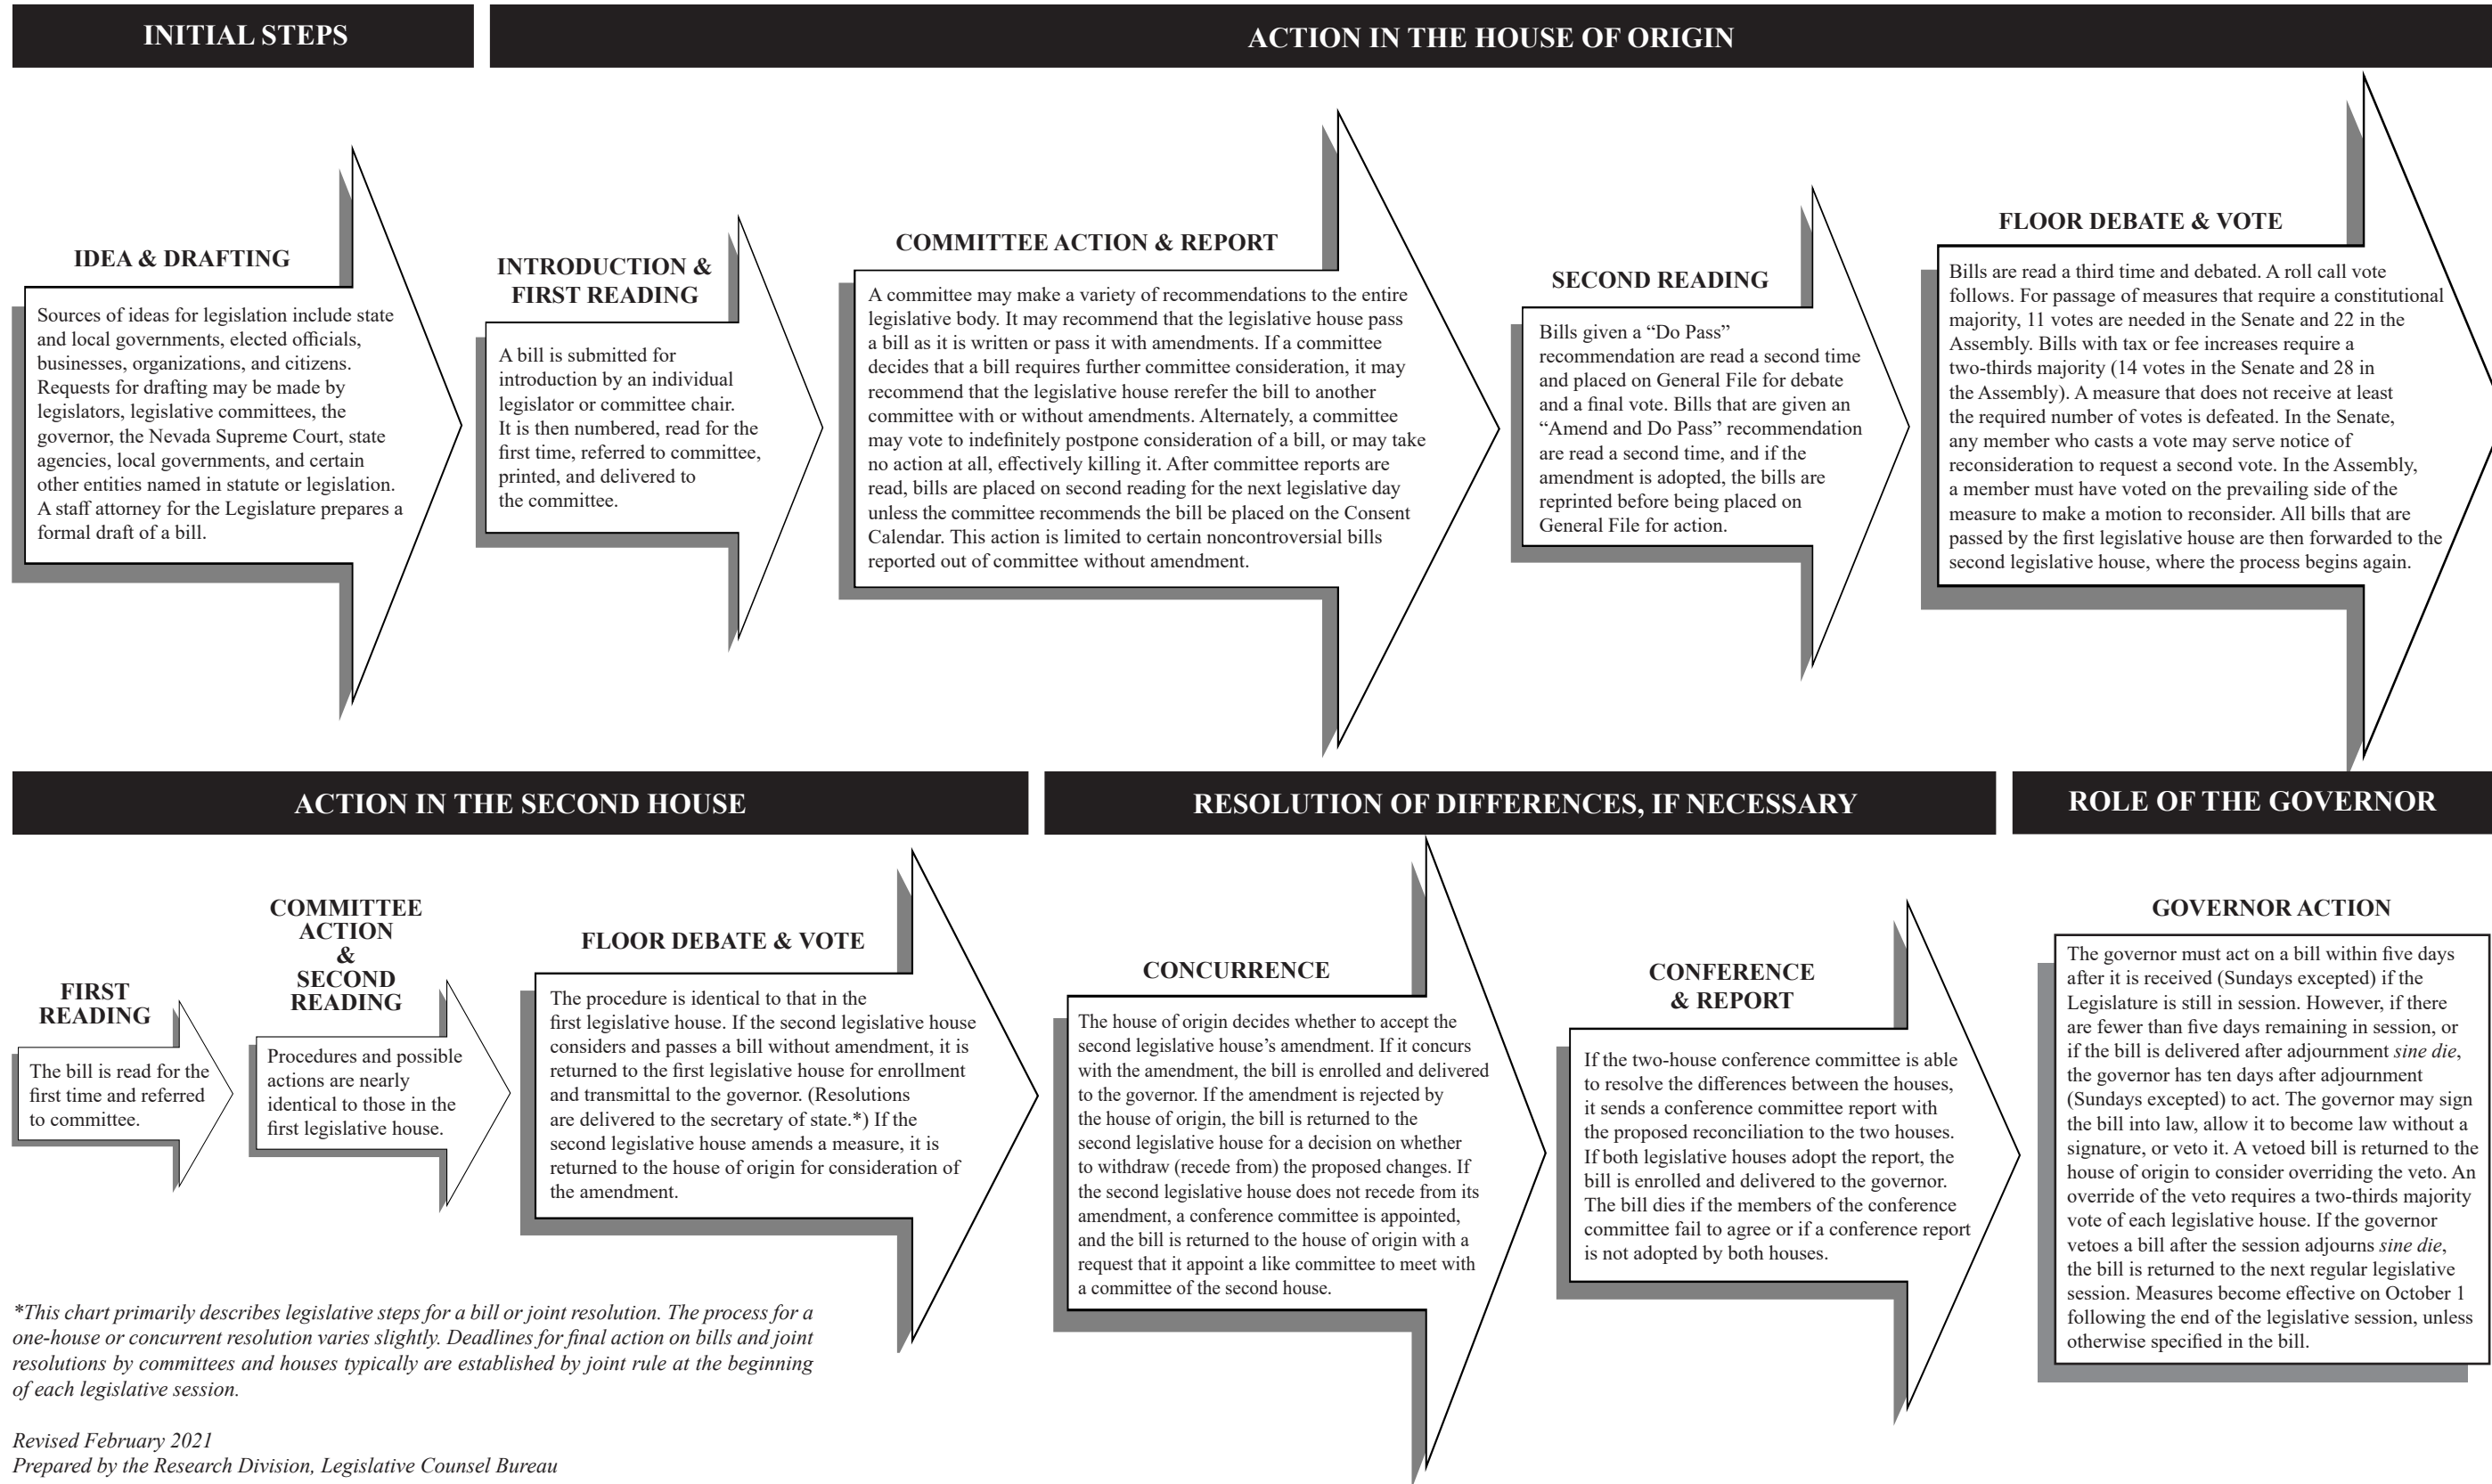 INITIAL STEPS
ACTION IN THE HOUSE OF ORIGIN
IDEA & DRAFTING
Sources of ideas for legislation include state
and local governments, elected officials,
businesses, organizations, and citizens.
Requests for drafting may be made by
legislators, legislative committees, the
governor, the Nevada Supreme Court, state
agencies, local governments, and certain
other entities named in statute or legislation.
A staff attorney for the Legislature prepares a
formal draft of a bill.
INTRODUCTION &
FIRST READING
A bill is submitted for
introduction by an individual
legislator or committee chair.
It is then numbered, read for the
first time, referred to committee,
printed, and delivered to
the committee.
COMMITTEE ACTION & REPORT
A committee may make a variety of recommendations to the entire
legislative body. It may recommend that the legislative house pass
a bill as it is written or pass it with amendments. If a committee
decides that a bill requires further committee consideration, it may
recommend that the legislative house rerefer the bill to another
committee with or without amendments. Alternately, a committee
may vote to indefinitely postpone consideration of a bill, or may take
no action at all, effectively killing it. After committee reports are
read, bills are placed on second reading for the next legislative day
unless the committee recommends the bill be placed on the Consent
Calendar. This action is limited to certain noncontroversial bills
reported out of committee without amendment.
SECOND READING
Bills given a “Do Pass”
recommendation are read a second time
and placed on General File for debate
and a final vote. Bills that are given an
“Amend and Do Pass” recommendation
are read a second time, and if the
amendment is adopted, the bills are
reprinted before being placed on
General File for action.
FLOOR DEBATE & VOTE
Bills are read a third time and debated. A roll call vote
follows. For passage of measures that require a constitutional
majority, 11 votes are needed in the Senate and 22 in the
Assembly. Bills with tax or fee increases require a
two-thirds majority (14 votes in the Senate and 28 in
the Assembly). A measure that does not receive at least
the required number of votes is defeated. In the Senate,
any member who casts a vote may serve notice of
reconsideration to request a second vote. In the Assembly,
a member must have voted on the prevailing side of the
measure to make a motion to reconsider. All bills that are
passed by the first legislative house are then forwarded to the
second legislative house, where the process begins again.
ACTION IN THE SECOND HOUSE
RESOLUTION OF DIFFERENCES, IF NECESSARY
ROLE OF THE GOVERNOR
FIRST
READING
The bill is read for the
first time and referred
to committee.
COMMITTEE
ACTION
&
SECOND
READING
Procedures and possible
actions are nearly
identical to those in the
first legislative house.
FLOOR DEBATE & VOTE
The procedure is identical to that in the
first legislative house. If the second legislative house
considers and passes a bill without amendment, it is
returned to the first legislative house for enrollment
and transmittal to the governor. (Resolutions
are delivered to the secretary of state.*) If the
second legislative house amends a measure, it is
returned to the house of origin for consideration of
the amendment.
CONCURRENCE
The house of origin decides whether to accept the
second legislative house’s amendment. If it concurs
with the amendment, the bill is enrolled and delivered
to the governor. If the amendment is rejected by
the house of origin, the bill is returned to the
second legislative house for a decision on whether
to withdraw (recede from) the proposed changes. If
the second legislative house does not recede from its
amendment, a conference committee is appointed,
and the bill is returned to the house of origin with a
request that it appoint a like committee to meet with
a committee of the second house.
CONFERENCE
& REPORT
If the two-house conference committee is able
to resolve the differences between the houses,
it sends a conference committee report with
the proposed reconciliation to the two houses.
If both legislative houses adopt the report, the
bill is enrolled and delivered to the governor.
The bill dies if the members of the conference
committee fail to agree or if a conference report
is not adopted by both houses.
GOVERNOR ACTION
The governor must act on a bill within five days
after it is received (Sundays excepted) if the
Legislature is still in session. However, if there
are fewer than five days remaining in session, or
if the bill is delivered after adjournment sine die,
the governor has ten days after adjournment
(Sundays excepted) to act. The governor may sign
the bill into law, allow it to become law without a
signature, or veto it. A vetoed bill is returned to the
house of origin to consider overriding the veto. An
override of the veto requires a two-thirds majority
vote of each legislative house. If the governor
vetoes a bill after the session adjourns sine die,
the bill is returned to the next regular legislative
session. Measures become effective on October 1
following the end of the legislative session, unless
otherwise specified in the bill.
*This chart primarily describes legislative steps for a bill or joint resolution. The process for a
one-house or concurrent resolution varies slightly. Deadlines for final action on bills and joint
resolutions by committees and houses typically are established by joint rule at the beginning
of each legislative session.
Revised February 2021
Prepared by the Research Division, Legislative Counsel Bureau